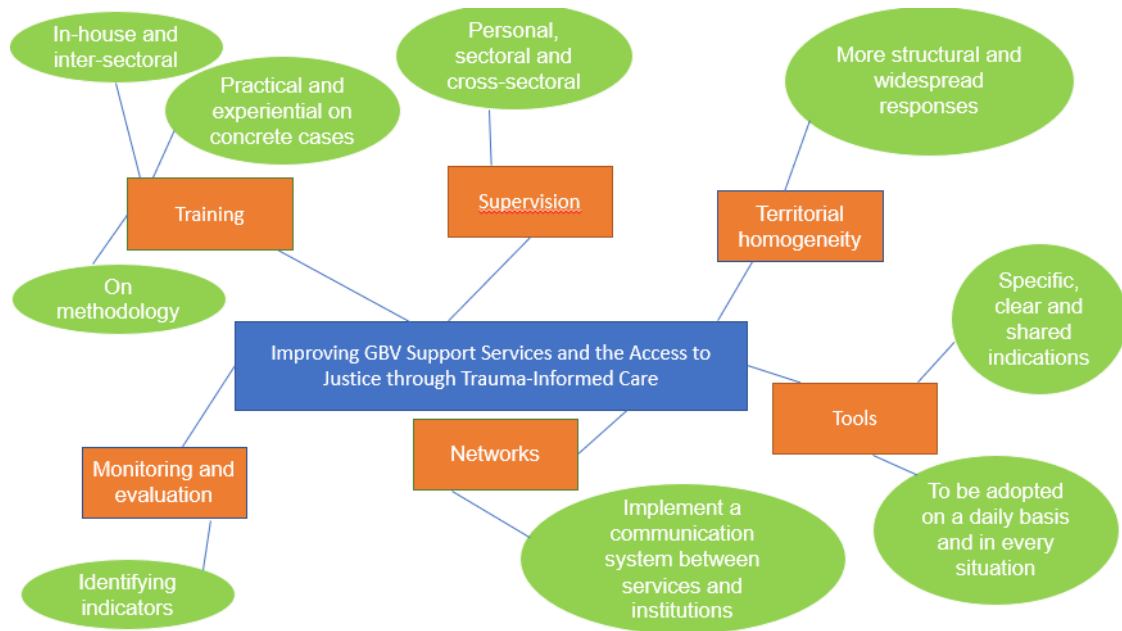 In-house and
inter-sectoral
Practical and
experiential on
concrete cases
Training
On
methodology
Personal,
sectoral and
cross-sectoral
Supervision
More structural and
widespread
responses
Territorial
homogeneity
Specific,
clear and
shared
indications
Improving GBV Support Services and the Access to
Justice through Trauma-Informed Care
Tools
To be adopted
on a daily basis
and in every
situation
Networks
Implement a
communication
system between
services and
institutions
Monitoring and
evaluation
Identifying
indicators